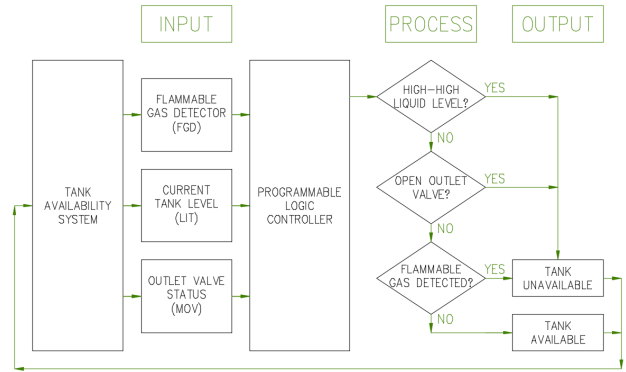 INPUT
PROCESS
OUTPUT
TANK
AVAILABILITY
SYSTEM
FLAMMABLE
GAS DETECTOR
(FGD)
CURRENT
TANK LEVEL
(LIT)
OUTLET VALVE
STATUS
(MOV)
PROGRAMMABLE
LOGIC
CONTROLLER
HIGH-HIGH
LIQUID LEVEL?
YES
NO
OPEN OUTLET
VALVE?
YES
NO
FLAMMABLE
GAS DETECTED?
YES
NO
TANK
UNAVAILABLE
TANK
AVAILABLE